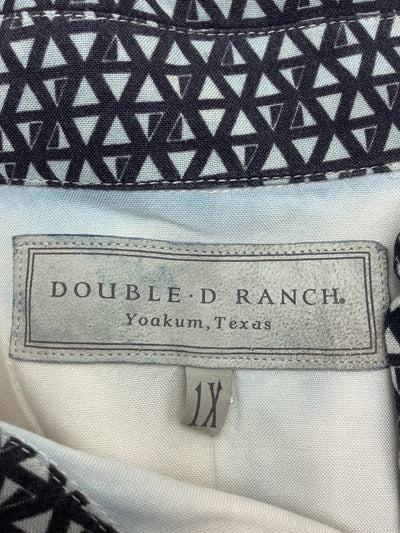 DOUBLE·D RANCH®
Yoakum, Texas
1X